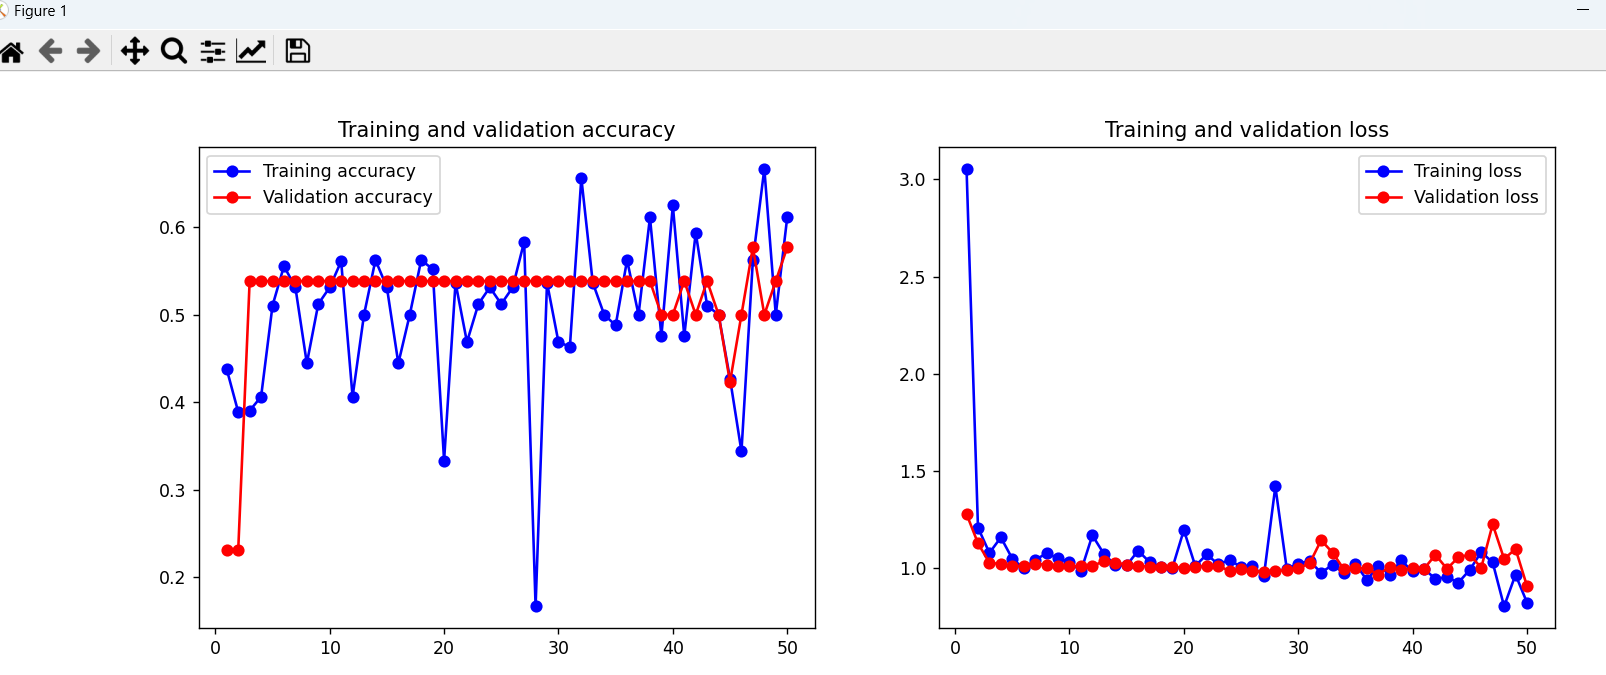 Figure 1
Training and validation accuracy
Training accuracy
Validation accuracy
0.6
0.5
0.4
0.3
0.2
0 10 20 30 40 50
Training and validation loss
Training loss
Validation loss
3.0
2.5
2.0
1.5
1.0
0 10 20 30 40 50